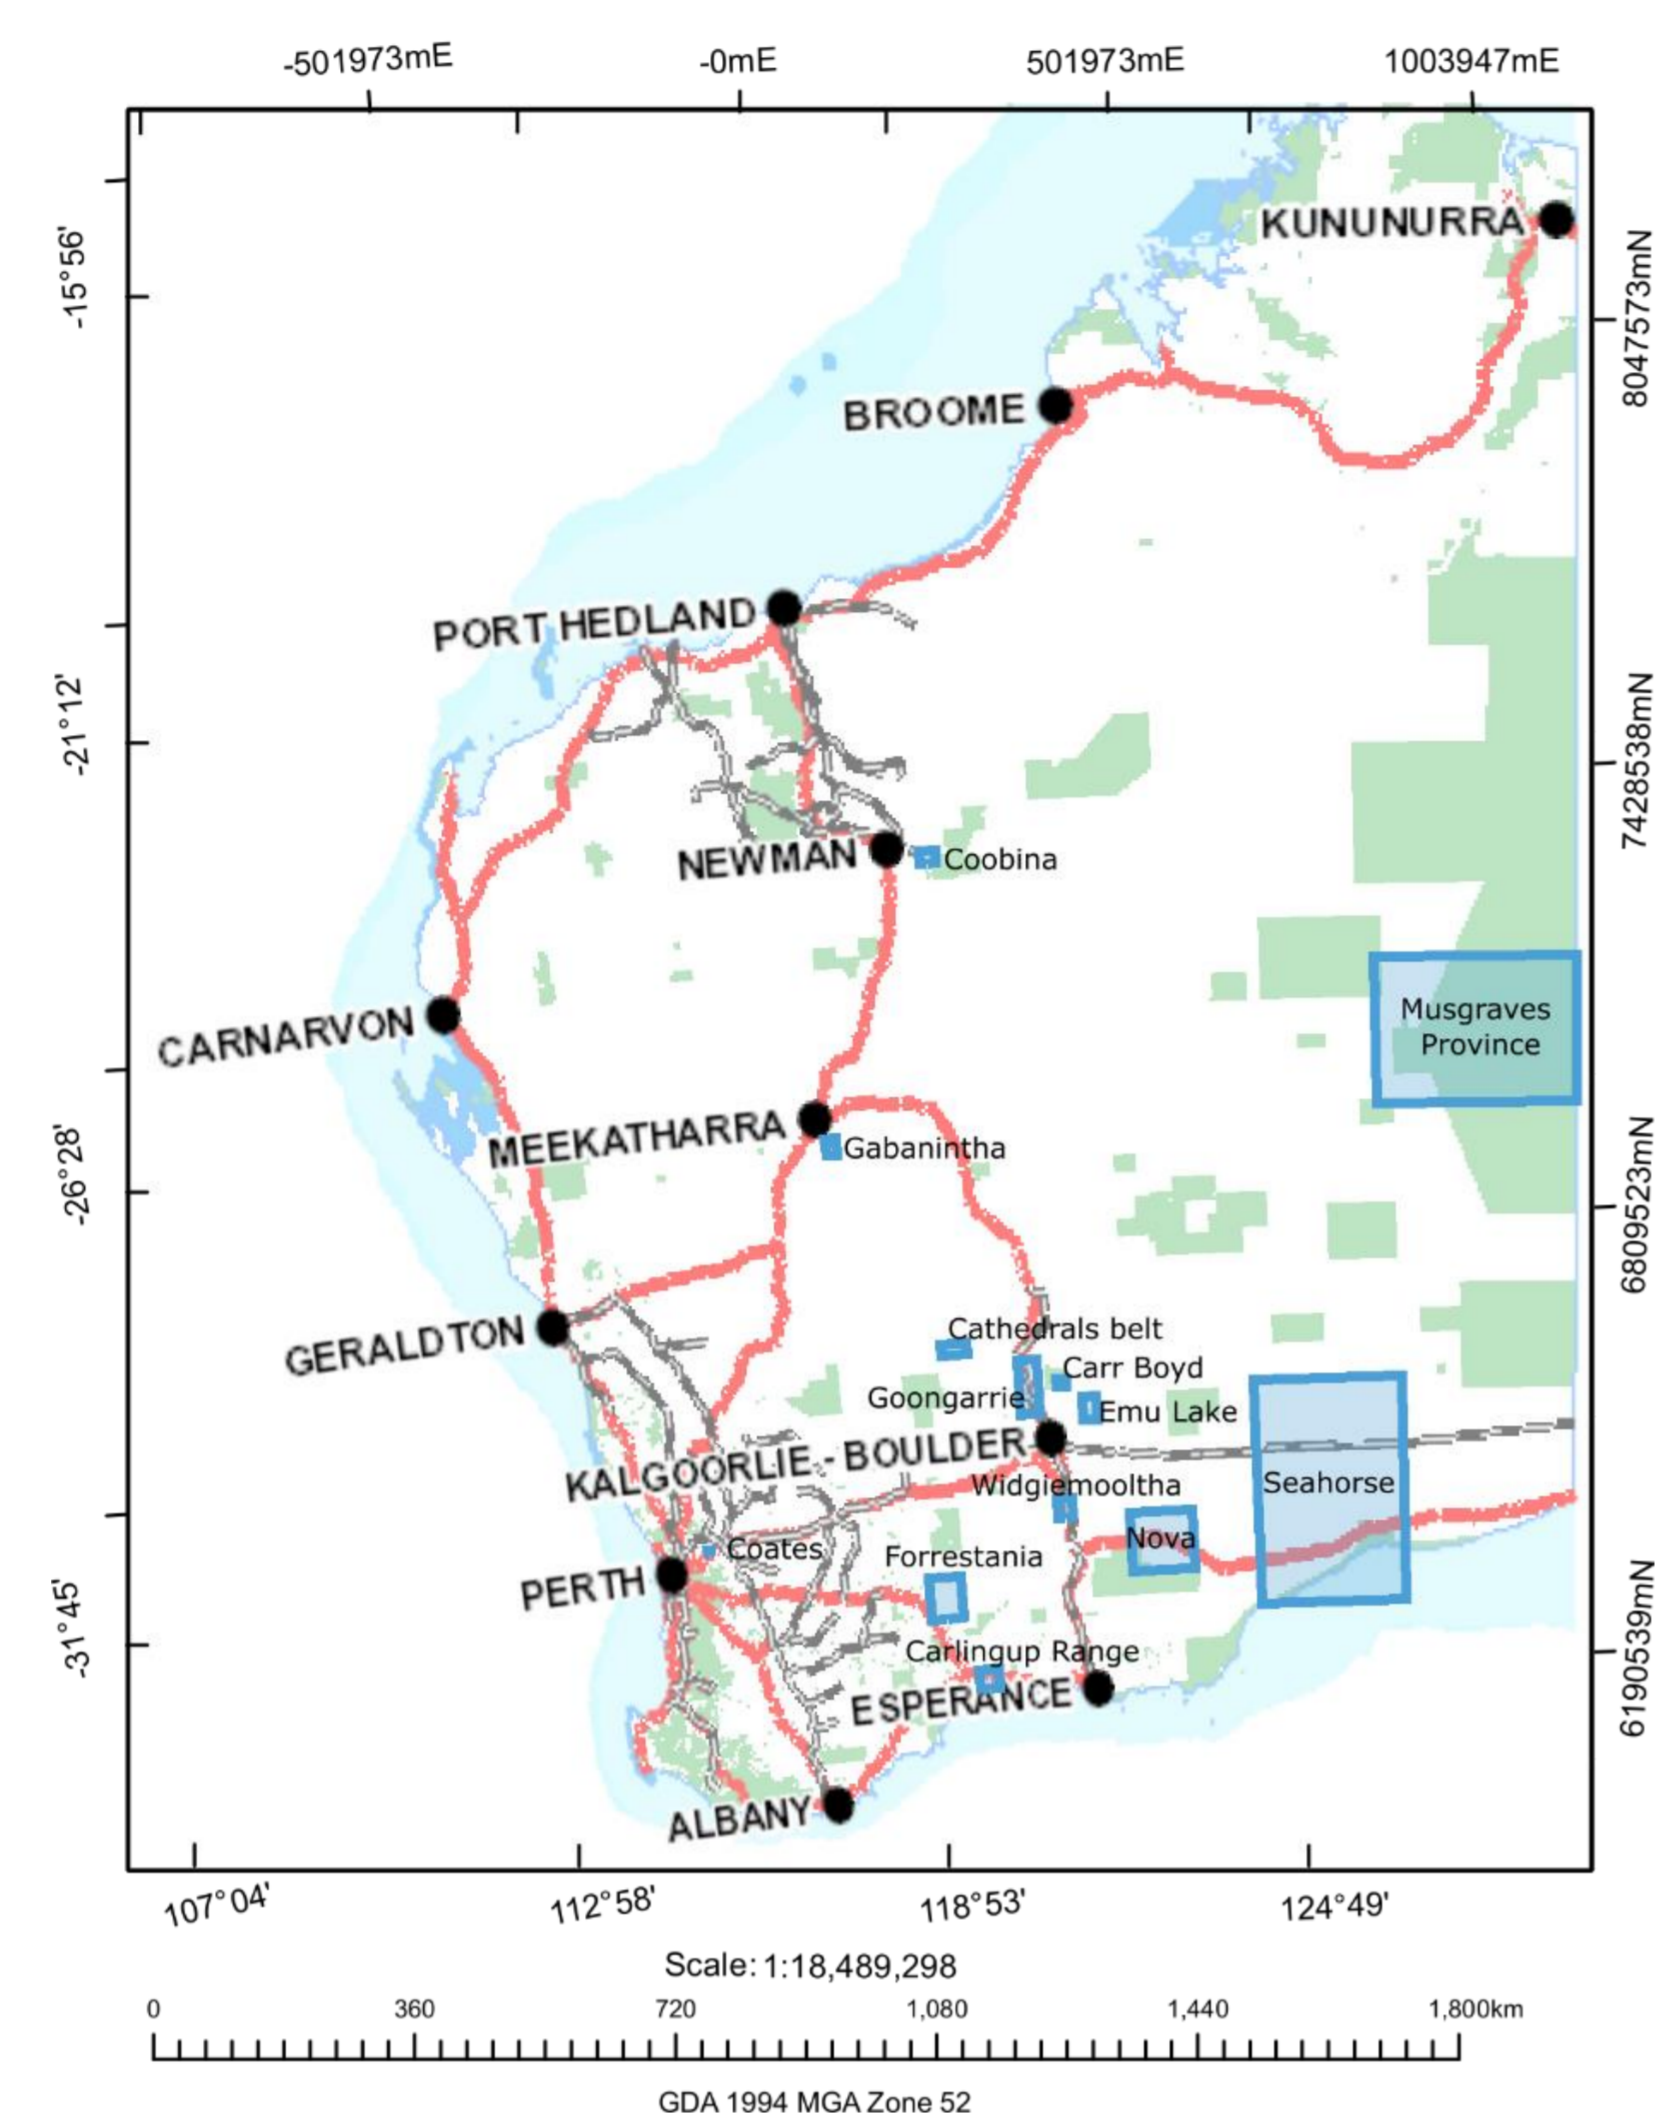 -501973mE
-0mE
501973mE
1003947mE
-15°56'
8047573mN
KUNUNURRA
BROOME
PORT HEDLAND
-21°12'
7428538mN
NEWMAN
Coobina
CARNARVON
Musgraves
Province
MEEKATHARRA
Gabanintha
-26°28'
6809523mN
GERALDTON
Cathedrals belt
Carr Boyd
Goongarrie
Emu Lake
KALGOORLIE - BOULDER
Widgiemooltha
Seahorse
Nova
Coates
Forrestania
PERTH
-31°45'
6190539mN
Carlingup Range
ESPERANCE
ALBANY
107°04'
112°58'
118°53'
124°49'
Scale: 1:18,489,298
0
360
720
1,080
1,440
1,800km
GDA 1994 MGA Zone 52